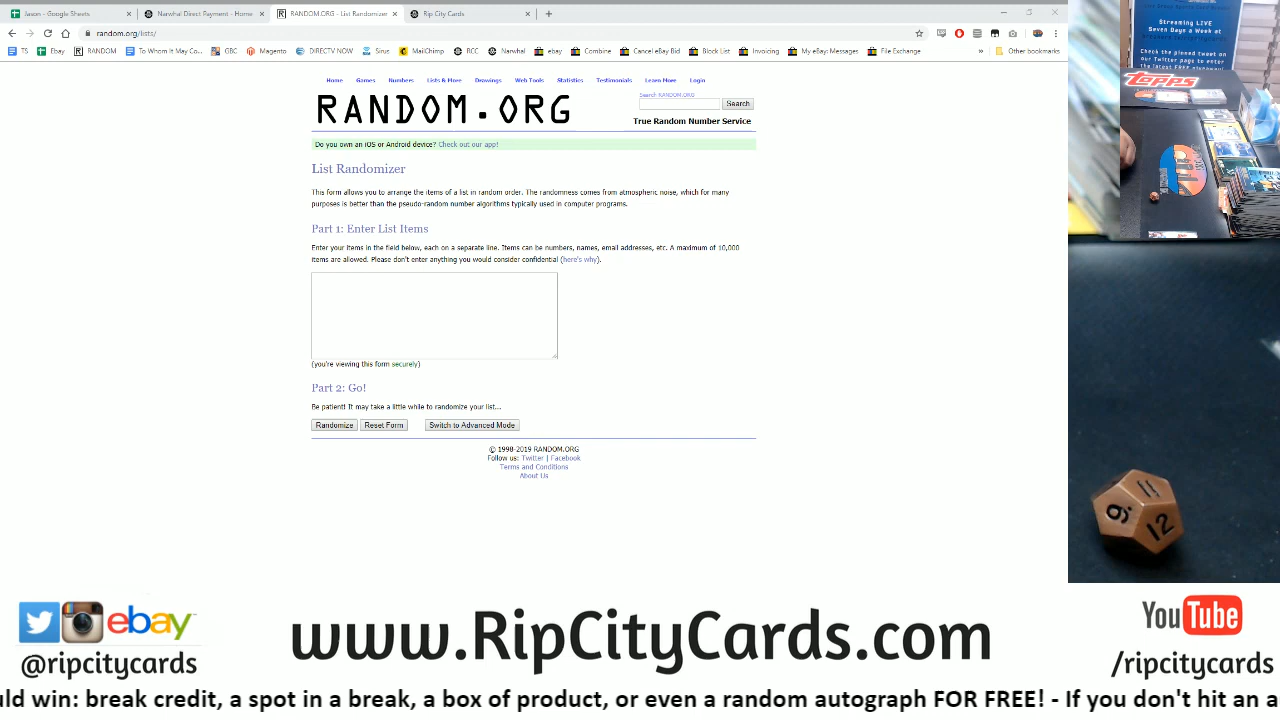 Jason - Google Sheets
Narwhal Direct Payment - Home
RANDOM.ORG - List Randomizer
Rip City Cards
random.org/lists/
TS Ebay RANDOM To Whom It May Co... GBC Magento DIRECTV NOW Sirus MailChimp RCC Narwhal ebay Combine Cancel eBay Bid Block List Invoicing My eBay: Messages File Exchange » Other bookmarks
Home Games Numbers Lists & More Drawings Web Tools Statistics Testimonials Learn More Login
RANDOM.ORG
Search RANDOM.ORG
Search
True Random Number Service
Do you own an iOS or Android device? Check out our app!
List Randomizer
This form allows you to arrange the items of a list in random order. The randomness comes from atmospheric noise, which for many
purposes is better than the pseudo-random number algorithms typically used in computer programs.
Part 1: Enter List Items
Enter your items in the field below, each on a separate line. Items can be numbers, names, email addresses, etc. A maximum of 10,000
items are allowed. Please don't enter anything you would consider confidential (here's why).
(you're viewing this form securely)
Part 2: Go!
Be patient! It may take a little while to randomize your list...
Randomize Reset Form Switch to Advanced Mode
© 1998-2019 RANDOM.ORG
Follow us: Twitter | Facebook
Terms and Conditions
About Us
Streaming LIVE
Seven Days a Week at
Check the pinned tweet on
our Twitter page to enter
the latest FREE giveaway!
Topps
11
9.
12
ebay™
@ripcitycards
www.RipCityCards.com
YouTube
/ripcitycards
uld win: break credit, a spot in a break, a box of product, or even a random autograph FOR FREE! - If you don't hit an a